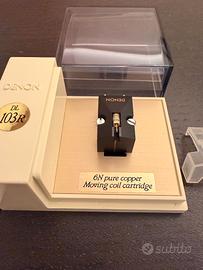 DENON
DL
103R
DENON
6N pure copper
Moving coil cartridge
subito